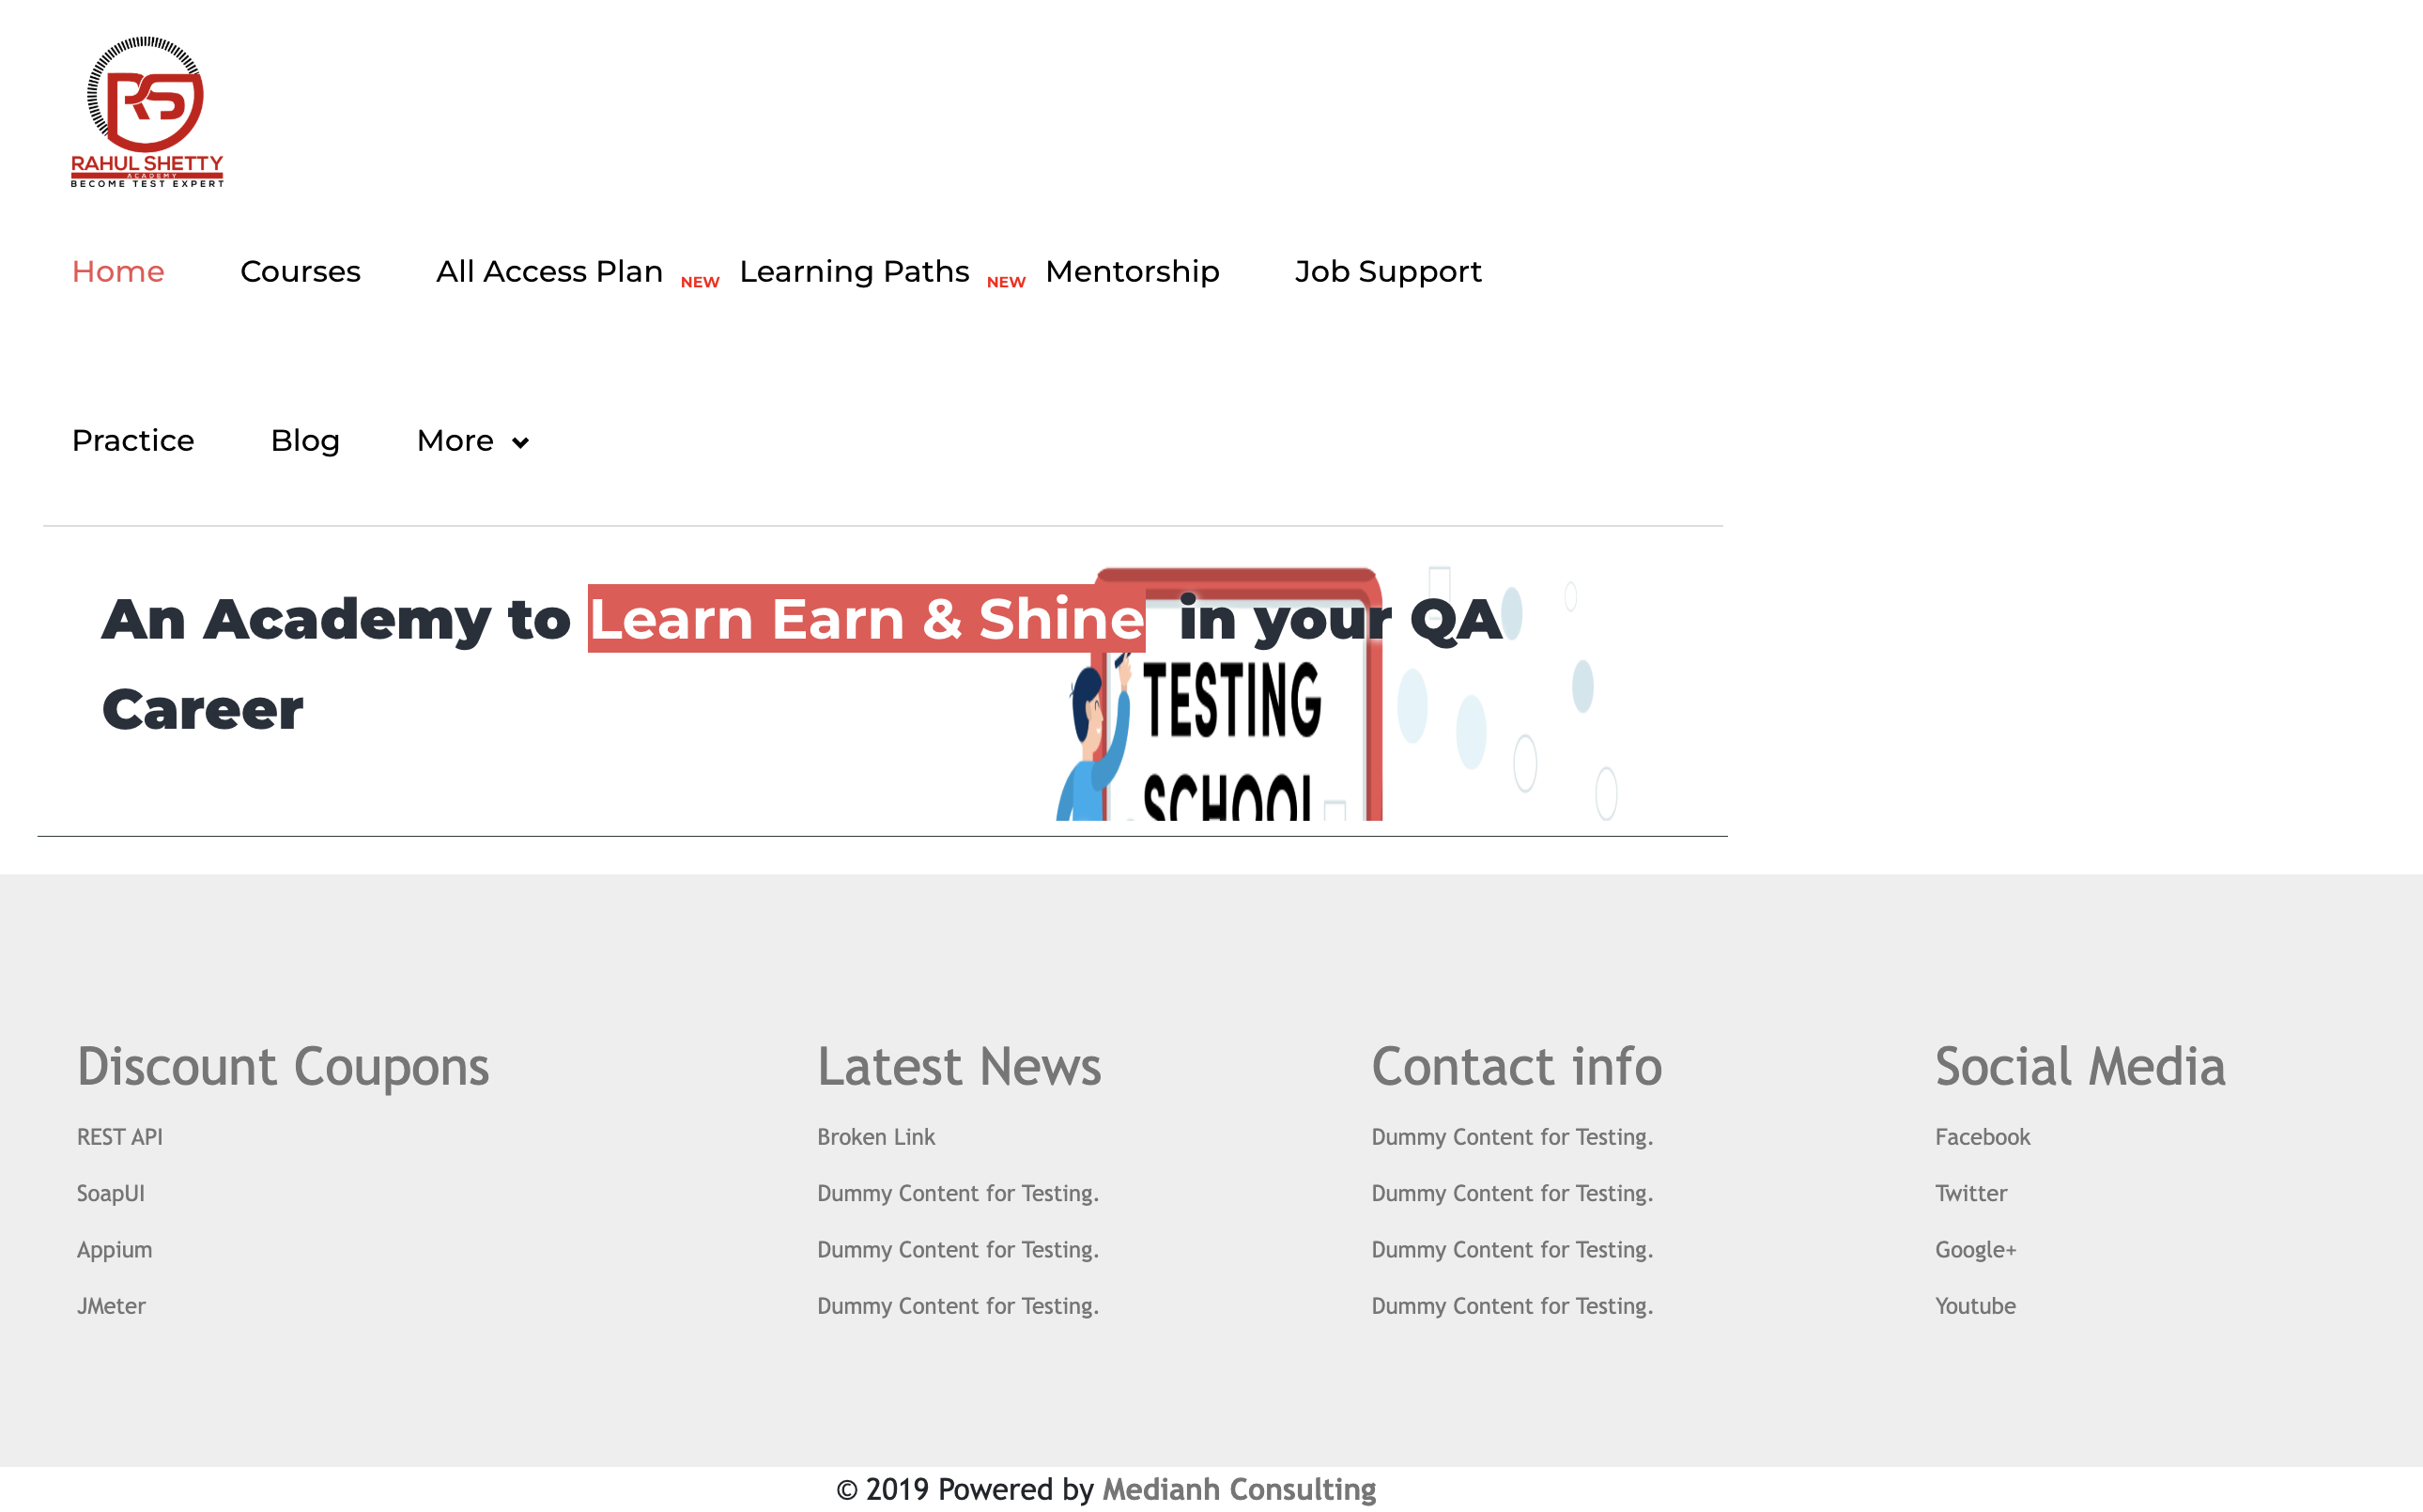 RS
RAHUL SHETTY
ACADEMY
BECOME TEST EXPERT
Home Courses All Access Plan NEW Learning Paths NEW Mentorship Job Support
Practice Blog More
An Academy to Learn Earn & Shine in your QA
Career
TESTING
SCHOOL
Discount Coupons Latest News Contact info Social Media
REST API Broken Link Dummy Content for Testing. Facebook
SoapUI Dummy Content for Testing. Dummy Content for Testing. Twitter
Appium Dummy Content for Testing. Dummy Content for Testing. Google+
JMeter Dummy Content for Testing. Dummy Content for Testing. Youtube
© 2019 Powered by Medianh Consulting